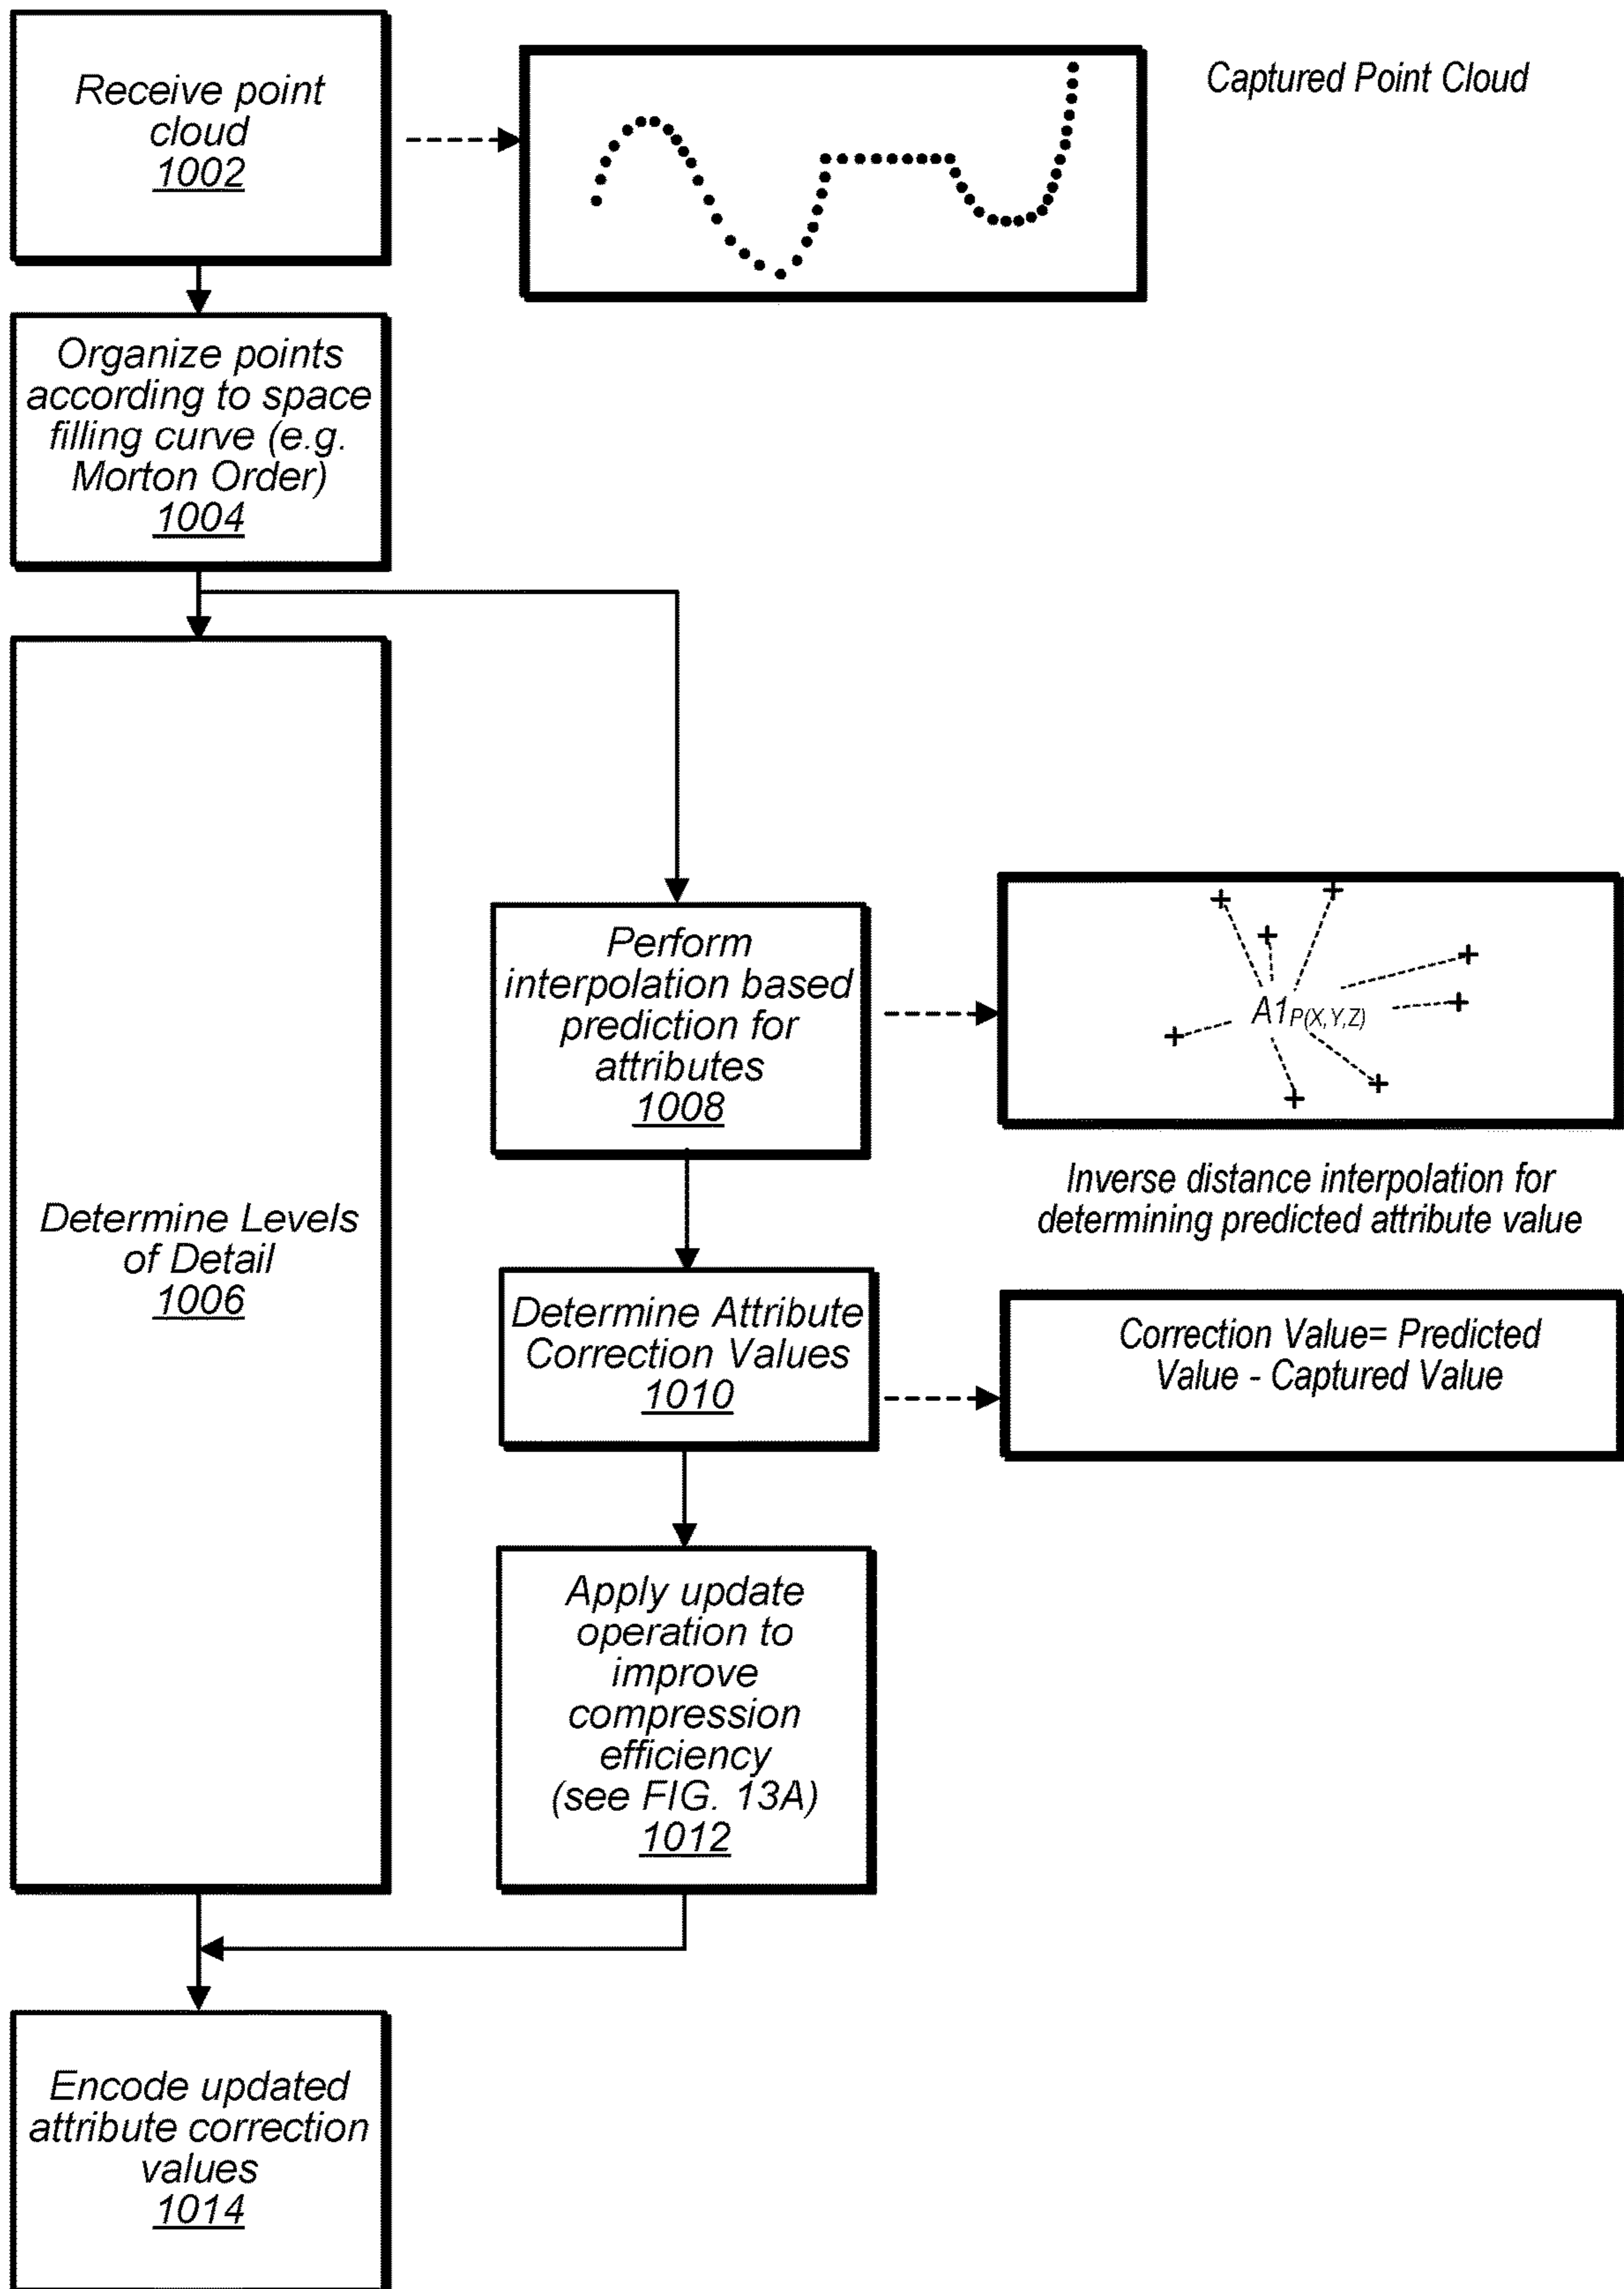 Receive point
cloud
1002
Captured Point Cloud
Organize points
according to space
filling curve (e.g.
Morton Order)
1004
Determine Levels
of Detail
1006
Perform
interpolation based
prediction for
attributes
1008
A1P(X,Y,Z)
Inverse distance interpolation for
determining predicted attribute value
Determine Attribute
Correction Values
1010
Correction Value= Predicted
Value - Captured Value
Apply update
operation to
improve
compression
efficiency
(see FIG. 13A)
1012
Encode updated
attribute correction
values
1014